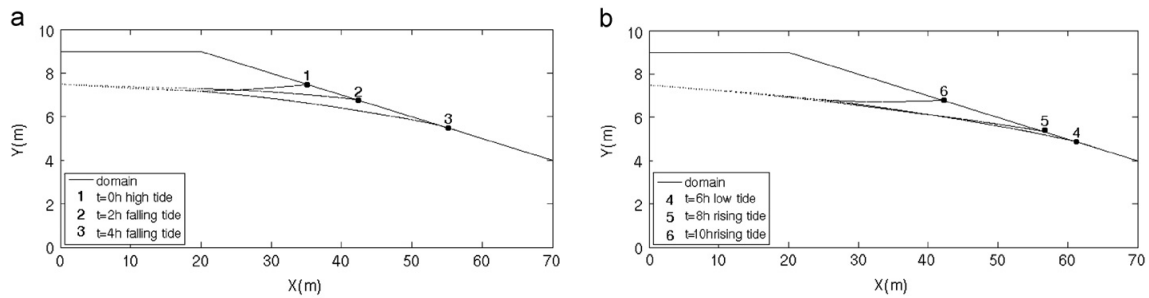 a
10
8
6
4
2
0
Y(m)
1
2
3
domain
1 t=0h high tide
2 t=2h falling tide
3 t=4h falling tide
0 10 20 30 40 50 60 70
X(m)
b
10
8
6
4
2
0
Y(m)
6
5
4
domain
4 t=6h low tide
5 t=8h rising tide
6 t=10hrising tide
0 10 20 30 40 50 60 70
X(m)